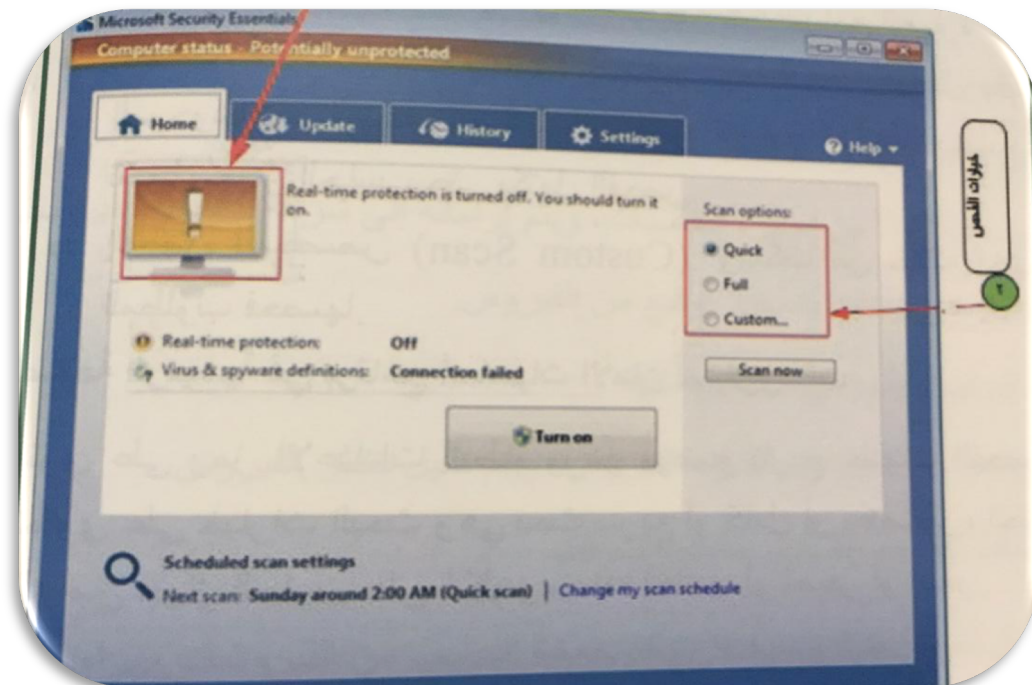 Microsoft Security Essentials
Computer status - Potentially unprotected
Home
Update
History
Settings
Help
Real-time protection is turned off. You should turn it
on.
Scan options:
Quick
Full
Custom...
Scan now
Real-time protection:
Off
Virus & spyware definitions:
Connection failed
Turn on
Scheduled scan settings
Next scan: Sunday around 2:00 AM (Quick scan) | Change my scan schedule
خيارات الفحص
٢